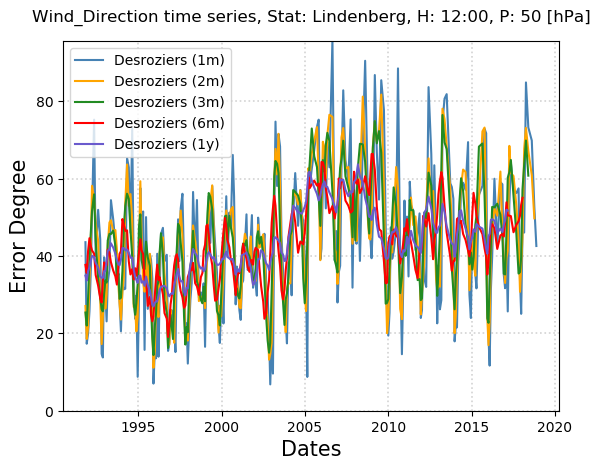 Wind_Direction time series, Stat: Lindenberg, H: 12:00, P: 50 [hPa]
Desroziers (1m)
Desroziers (2m)
Desroziers (3m)
Desroziers (6m)
Desroziers (1y)
Error Degree
80
60
40
20
0
1995
2000
2005
2010
2015
2020
Dates